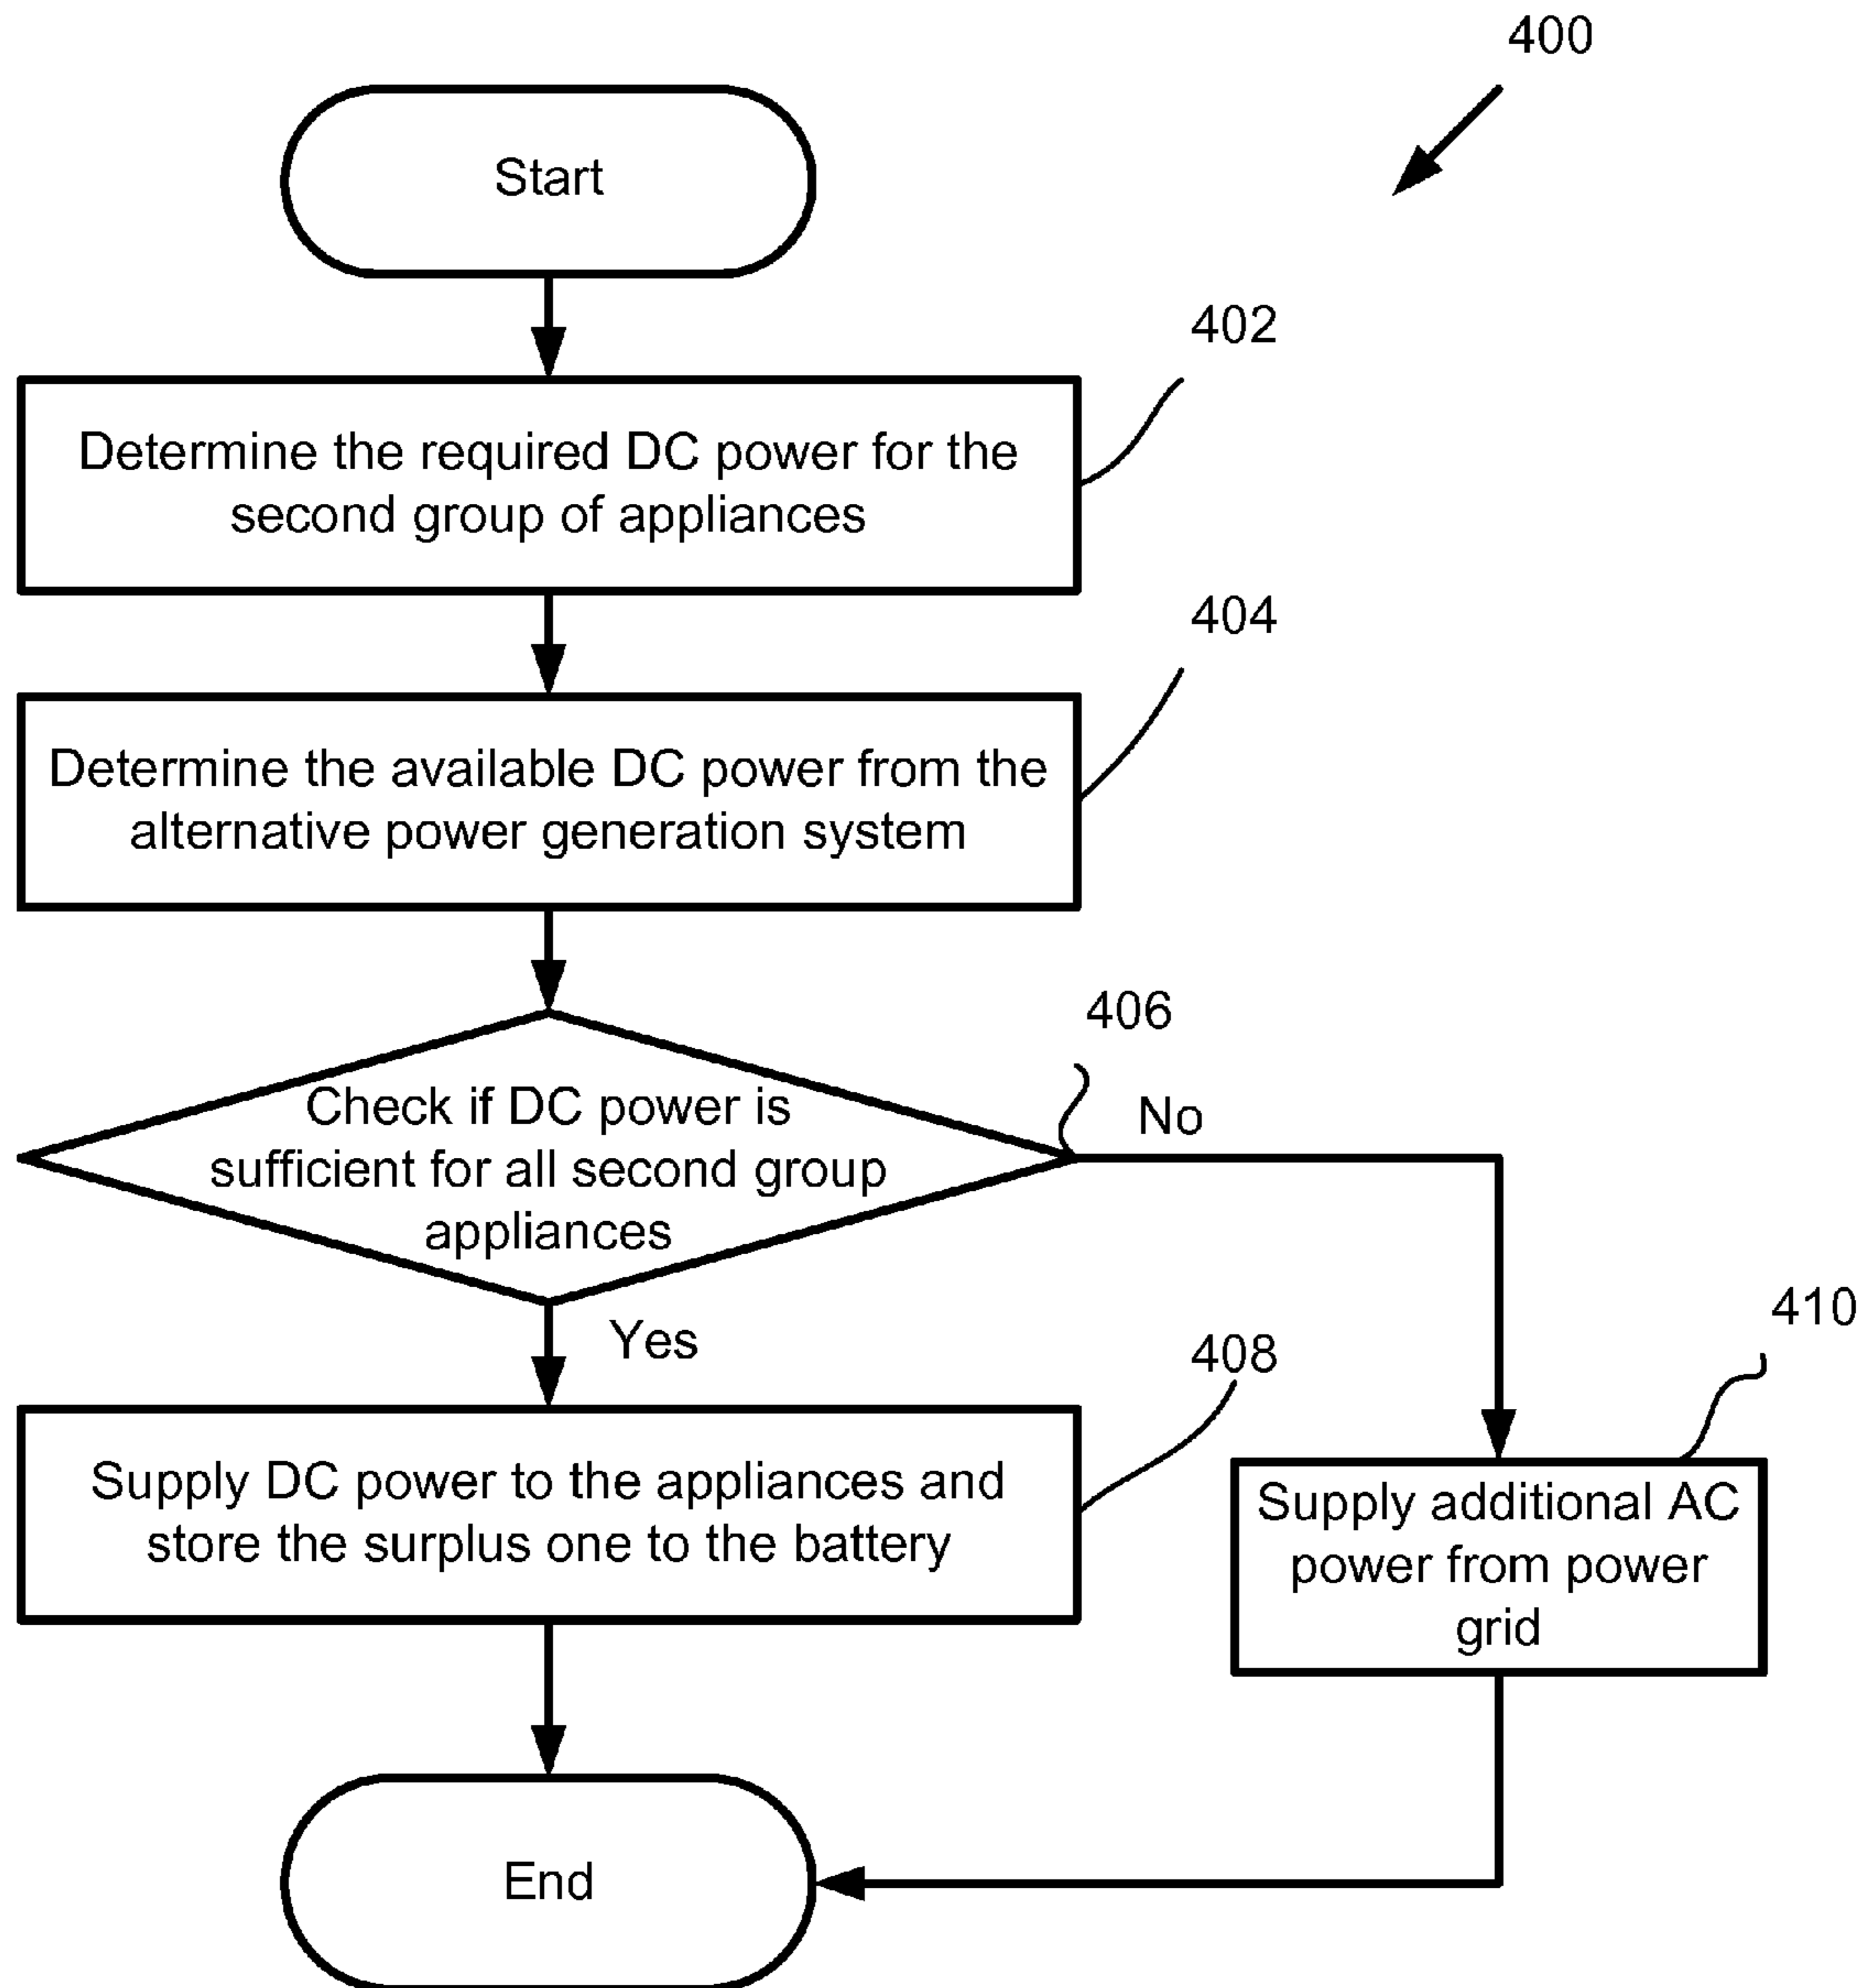 400
Start
402
Determine the required DC power for the
second group of appliances
404
Determine the available DC power from the
alternative power generation system
406
Check if DC power is
sufficient for all second group
appliances
No
Yes
408
410
Supply DC power to the appliances and
store the surplus one to the battery
Supply additional AC
power from power
grid
End